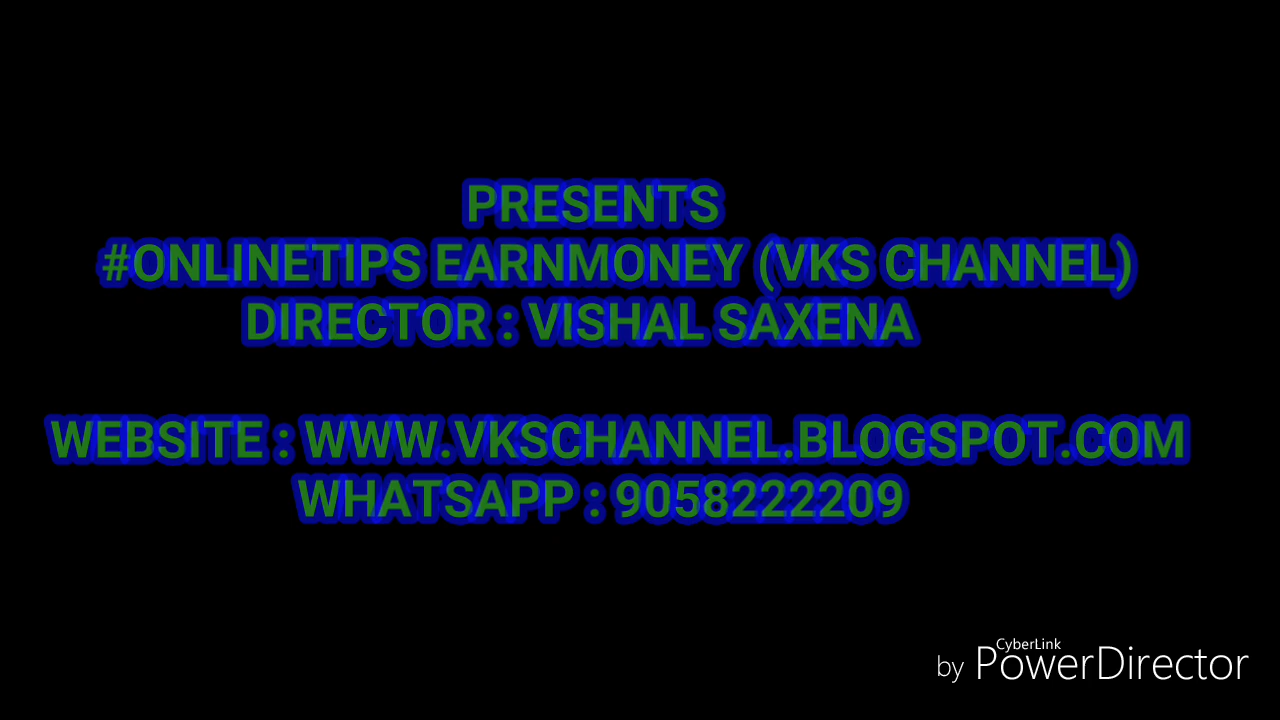 PRESENTS
#ONLINETIPS EARNMONEY (VKS CHANNEL)
DIRECTOR : VISHAL SAXENA
WEBSITE : WWW.VKSCHANNEL.BLOGSPOT.COM
WHATSAPP : 9058222209
CyberLink
by PowerDirector